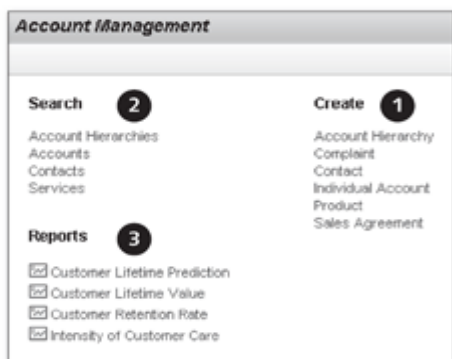 Account Management
Search 2
Account Hierarchies
Accounts
Contacts
Services
Create 1
Account Hierarchy
Complaint
Contact
Individual Account
Product
Sales Agreement
Reports 3
Customer Lifetime Prediction
Customer Lifetime Value
Customer Retention Rate
Intensity of Customer Care